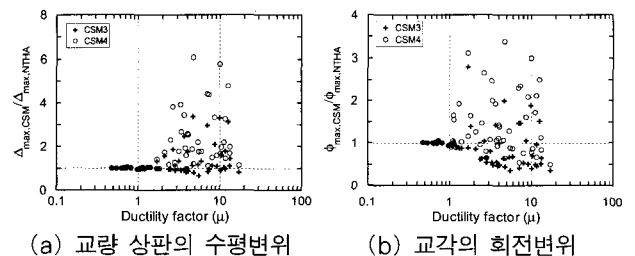 8
6
4
2
0
0.1
1
10
100
CSM3
CSM4
Δmax,CSM/Δmax,NTHA
Ductility factor (μ)
(a) 교량 상판의 수평변위
4
3
2
1
0
0.1
1
10
100
CSM3
CSM4
ϕmax,CSM/ϕmax,NTHA
Ductility factor (μ)
(b) 교각의 회전변위